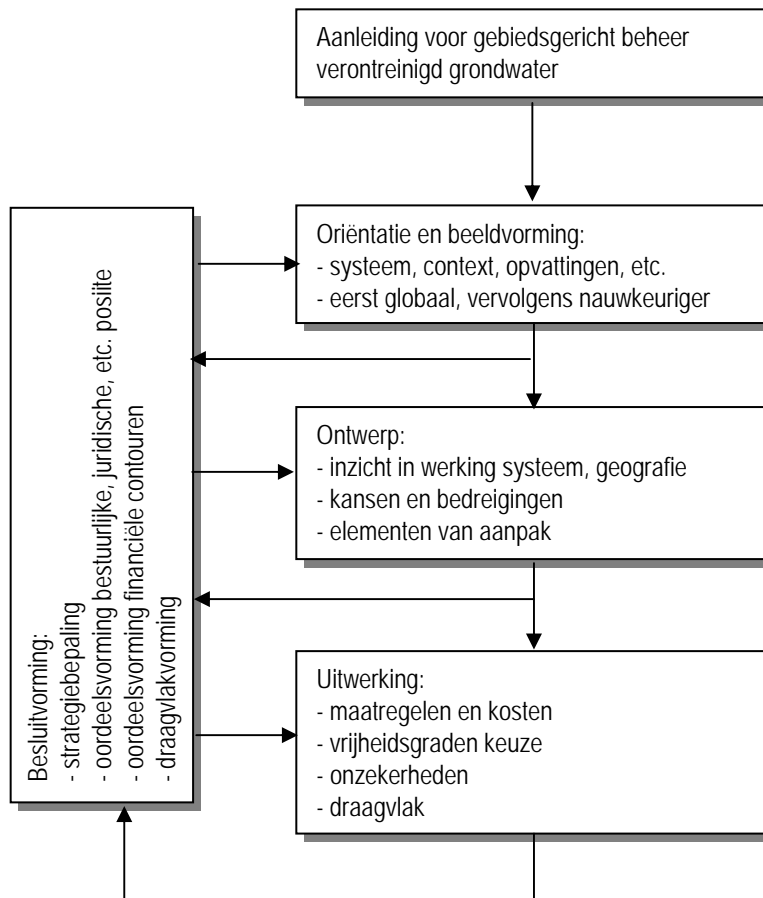 Aanleiding voor gebiedsgericht beheer
verontreinigd grondwater
Oriëntatie en beeldvorming:
- systeem, context, opvattingen, etc.
- eerst globaal, vervolgens nauwkeuriger
Ontwerp:
- inzicht in werking systeem, geografie
- kansen en bedreigingen
- elementen van aanpak
Uitwerking:
- maatregelen en kosten
- vrijheidsgraden keuze
- onzekerheden
- draagvlak
Besluitvorming:
- strategiebepaling
- oordeelsvorming bestuurlijke, juridische, etc. posiite
- oordeelsvorming financiële contouren
- draagvlakvorming